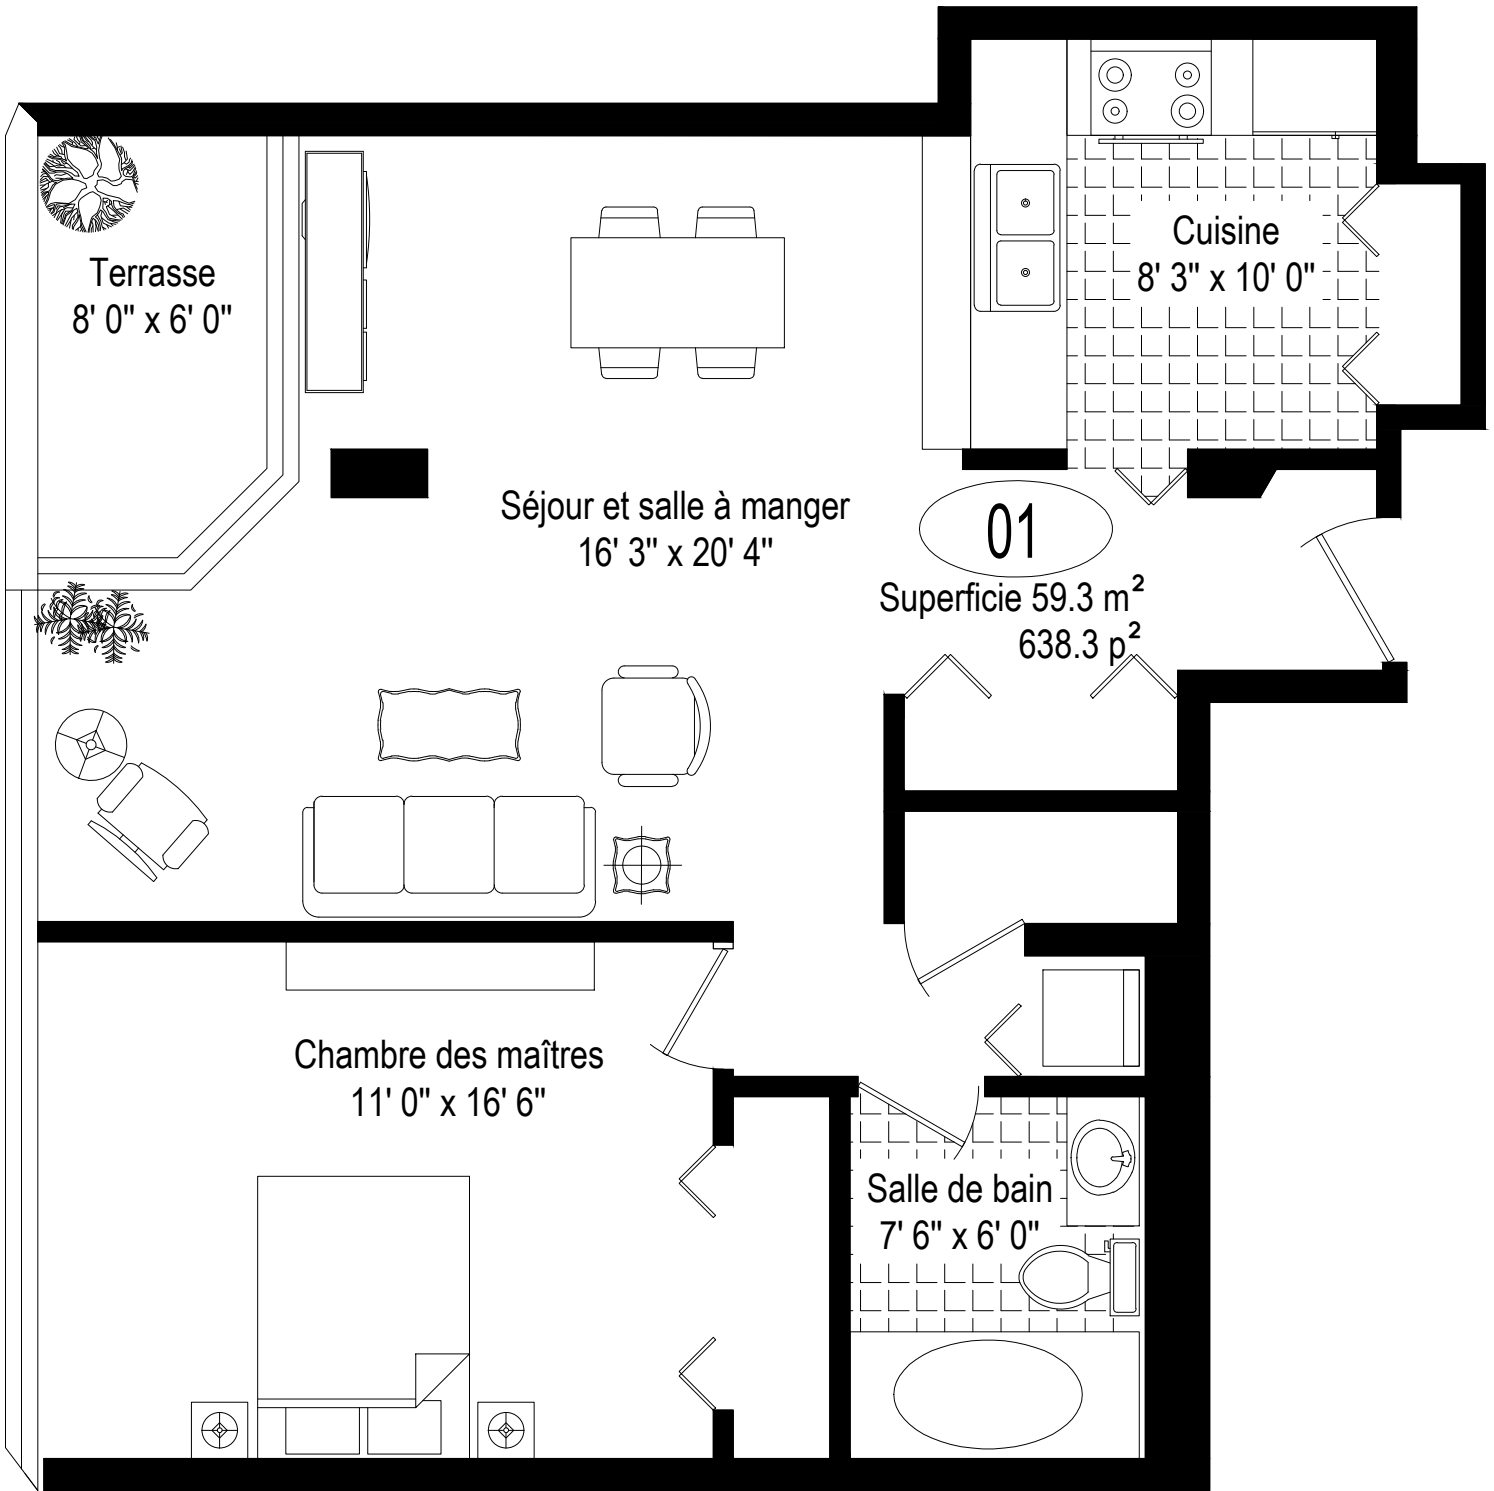 Cuisine
8' 3" x 10' 0"
Terrasse
8' 0" x 6' 0"
Séjour et salle à manger
16' 3" x 20' 4"
01
Superficie 59.3 m²
638.3 p²
Chambre des maîtres
11' 0" x 16' 6"
Salle de bain
7' 6" x 6' 0"